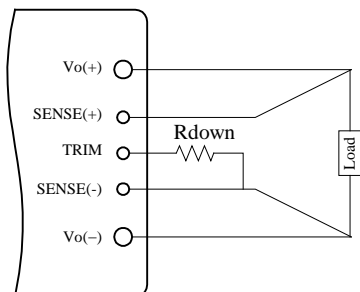 Vo(+)
SENSE(+)
Rdown
TRIM
Load
SENSE(-)
Vo(−)